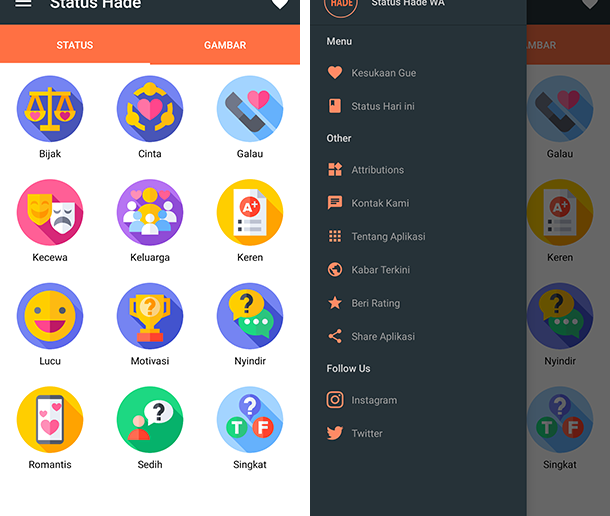 Status Hade
STATUS
GAMBAR
Bijak
Cinta
Galau
Kecewa
Keluarga
A+
Keren
Lucu
?
Motivasi
?
Nyindir
Romantis
?
Sedih
?
T F
Singkat
HADE
Status Hade WA
Menu
Kesukaan Gue
Status Hari ini
Other
Attributions
Kontak Kami
Tentang Aplikasi
Kabar Terkini
Beri Rating
Share Aplikasi
Follow Us
Instagram
Twitter
MBAR
Galau
A+
Keren
?
Nyindir
?
T F
Singkat